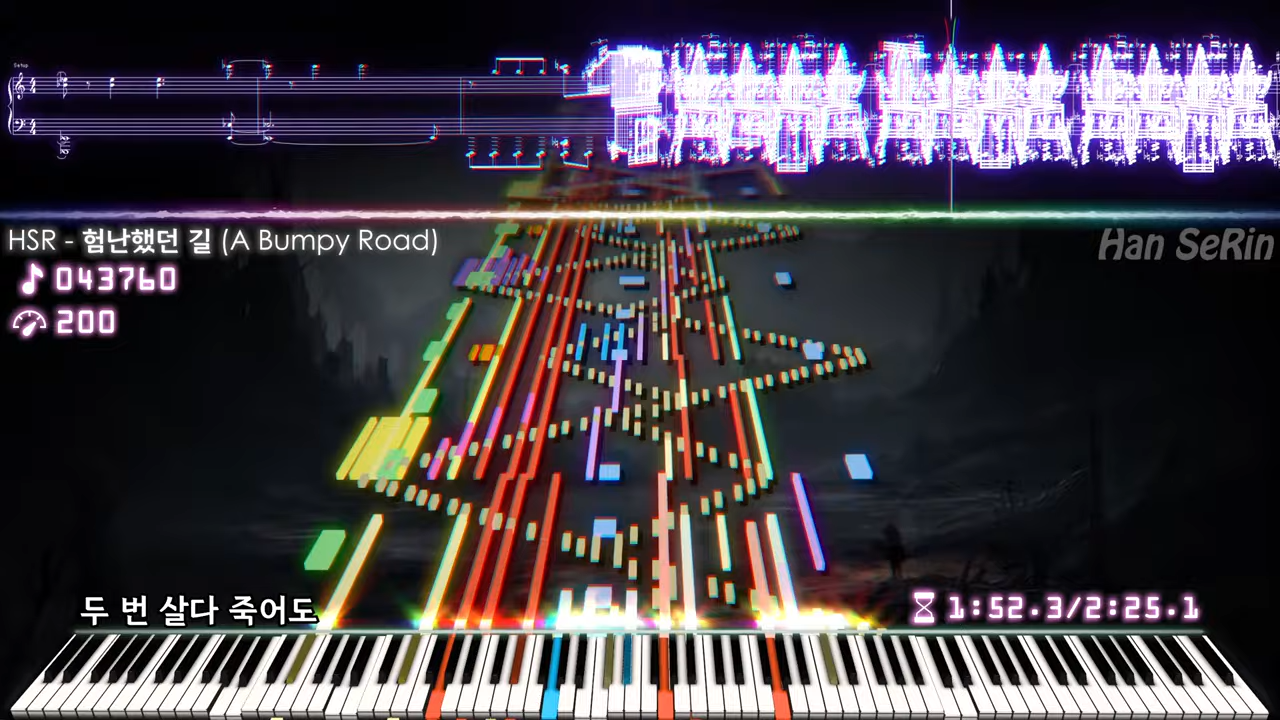 HSR - 험난했던 길 (A Bumpy Road)
Han SeRin
043760
200
두 번 살다 죽어도
1:52.3/2:25.1